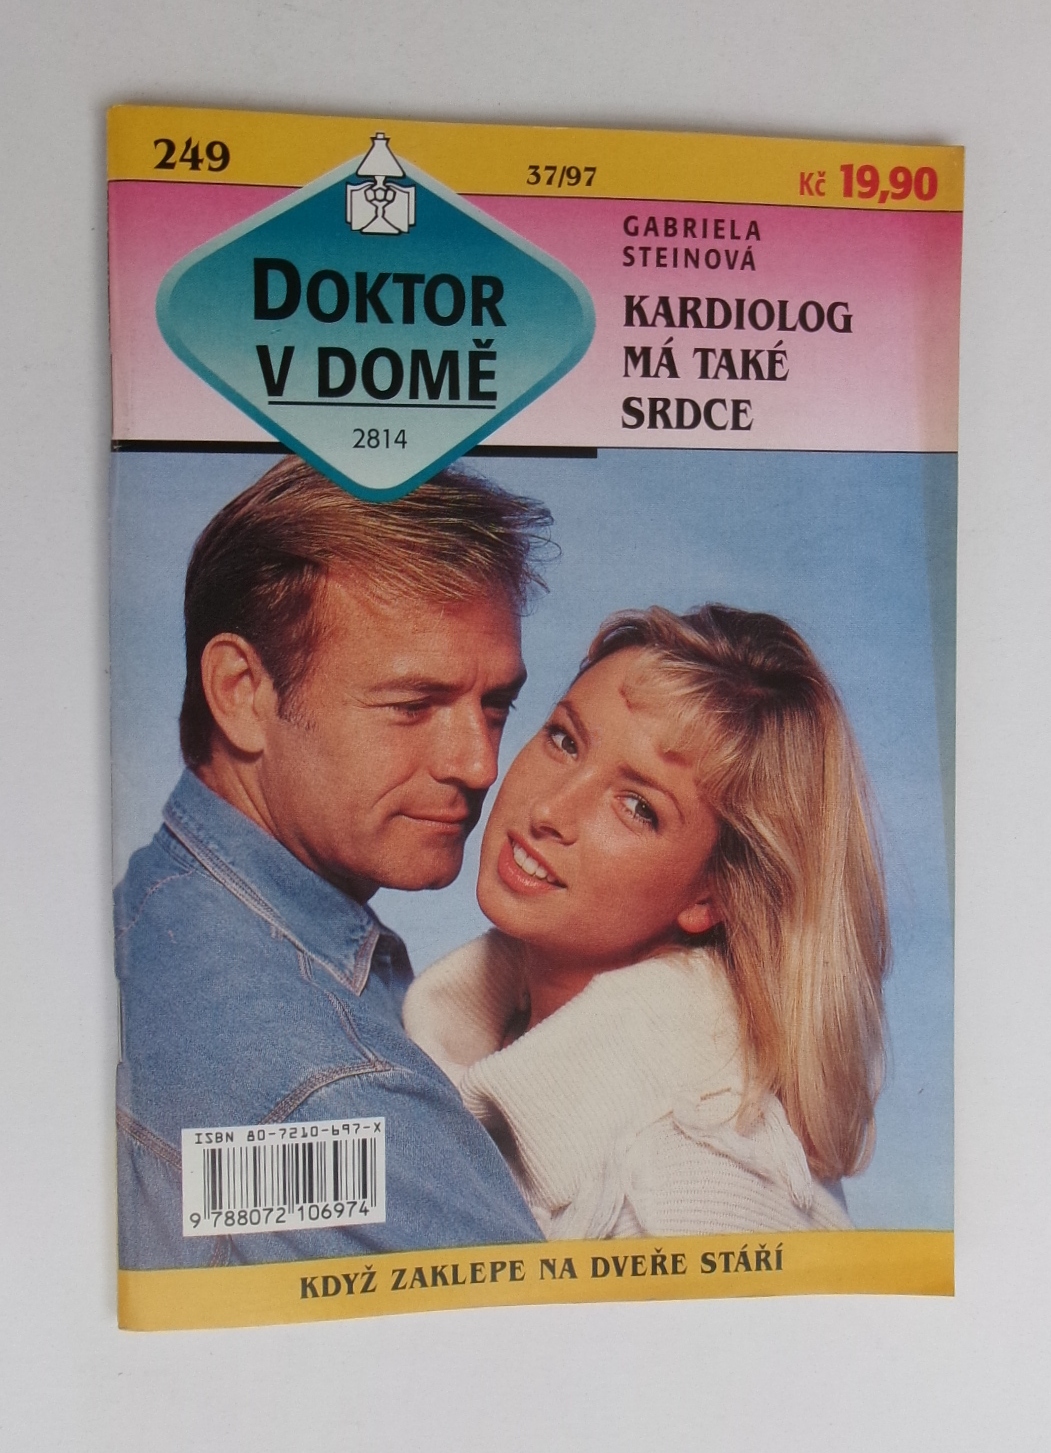 249
37/97
Kč 19,90
DOKTOR
V DOMĚ
2814
GABRIELA
STEINOVÁ
KARDIOLOG
MÁ TAKÉ
SRDCE
ISBN 80-7210-697-X
9 788072 106974
KDYŽ ZAKLEPE NA DVEŘE STÁŘÍ